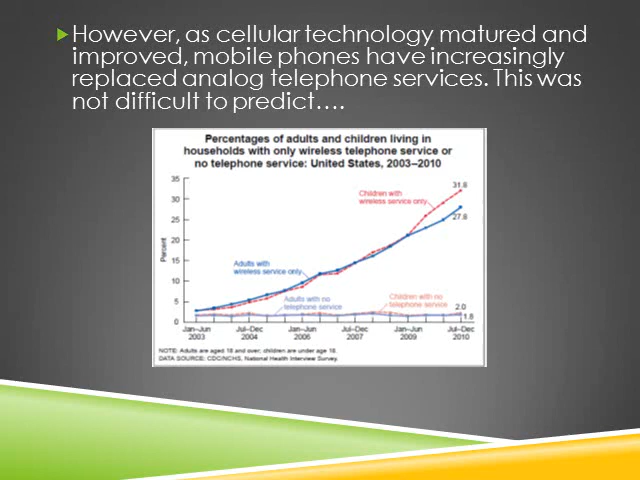 However, as cellular technology matured and
improved, mobile phones have increasingly
replaced analog telephone services. This was
not difficult to predict….
Percentages of adults and children living in
households with only wireless telephone service or
no telephone service: United States, 2003–2010
35
30
25
20
15
10
5
0
Percent
31.8
27.8
Children with
wireless service only
Adults with
wireless service only
Adults with no
telephone service
Children with no
telephone service
2.0
1.8
Jan–Jun
2003
Jul–Dec
2004
Jan–Jun
2006
Jul–Dec
2007
Jan–Jun
2009
Jul–Dec
2010
NOTE: Adults are aged 18 and over; children are under age 18.
DATA SOURCE: CDC/NCHS, National Health Interview Survey.